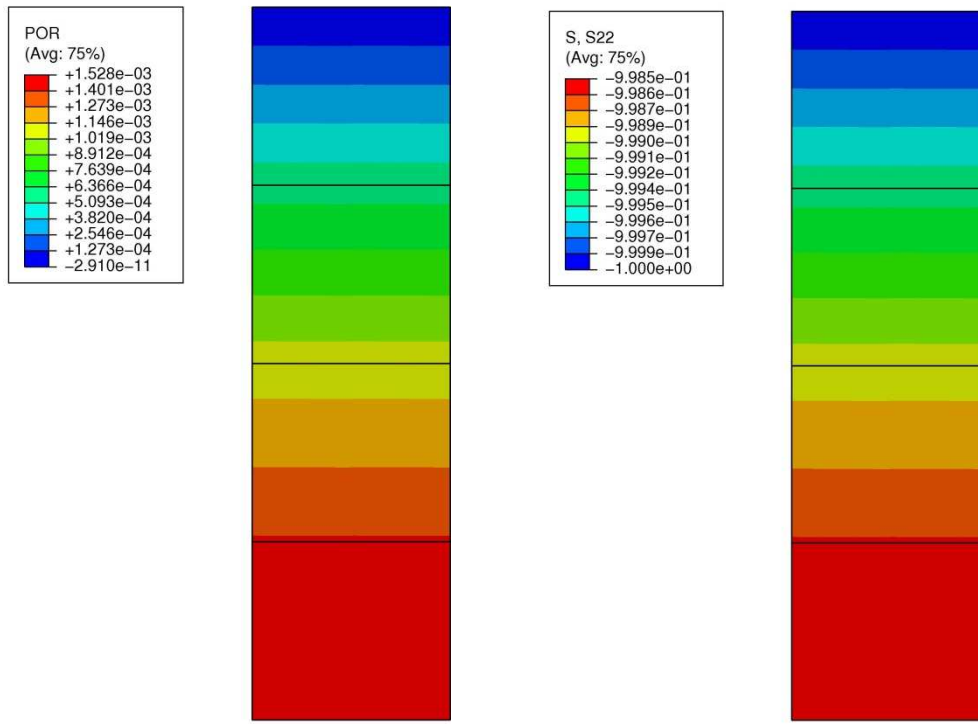 POR
(Avg: 75%)
+1.528e−03
+1.401e−03
+1.273e−03
+1.146e−03
+1.019e−03
+8.912e−04
+7.639e−04
+6.366e−04
+5.093e−04
+3.820e−04
+2.546e−04
+1.273e−04
−2.910e−11
S, S22
(Avg: 75%)
−9.985e−01
−9.986e−01
−9.987e−01
−9.989e−01
−9.990e−01
−9.991e−01
−9.992e−01
−9.994e−01
−9.995e−01
−9.996e−01
−9.997e−01
−9.999e−01
−1.000e+00